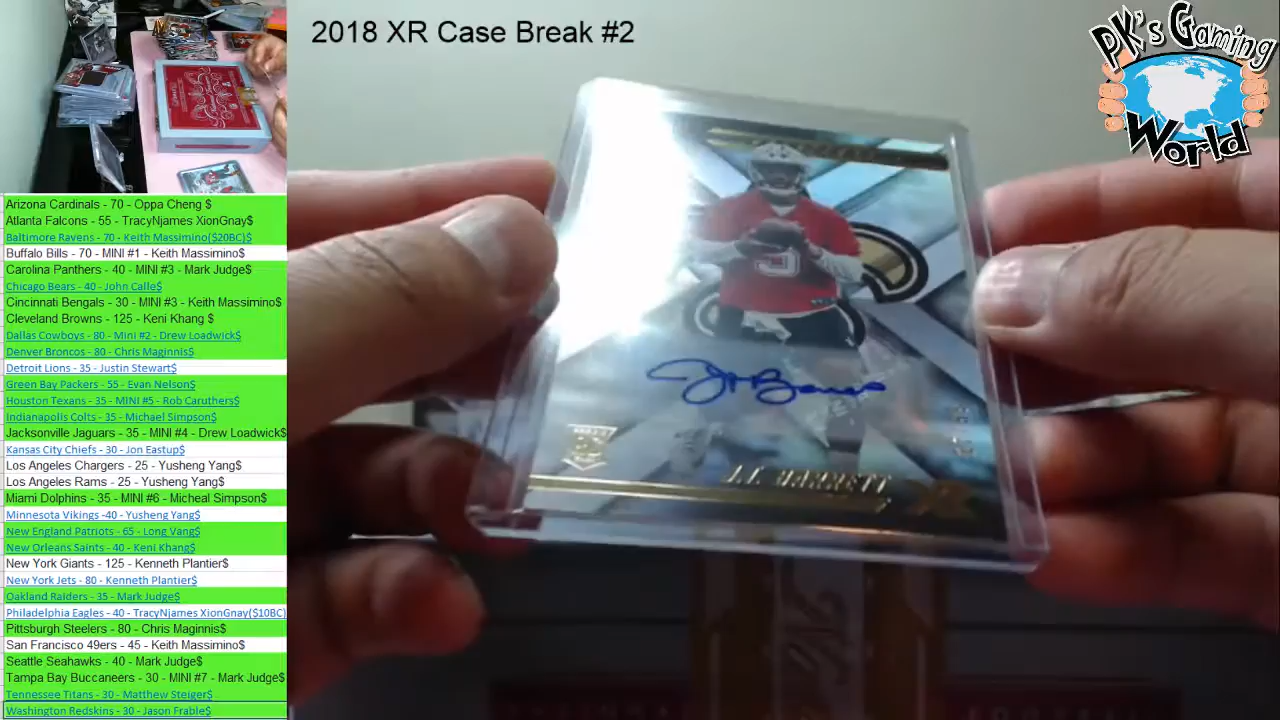 2018 XR Case Break #2
PK's Gaming
World
Arizona Cardinals - 70 - Oppa Cheng $
Atlanta Falcons - 55 - TracyNjames XionGnay$
Baltimore Ravens - 70 - Keith Massimino($20BC)$
Buffalo Bills - 70 - MINI #1 - Keith Massimino$
Carolina Panthers - 40 - MINI #3 - Mark Judge$
Chicago Bears - 40 - John Calle$
Cincinnati Bengals - 30 - MINI #3 - Keith Massimino$
Cleveland Browns - 125 - Keni Khang $
Dallas Cowboys - 80 - Mini #2 - Drew Loadwick$
Denver Broncos - 80 - Chris Maginnis$
Detroit Lions - 35 - Justin Stewart$
Green Bay Packers - 55 - Evan Nelson$
Houston Texans - 35 - MINI #5 - Rob Caruthers$
Indianapolis Colts - 35 - Michael Simpson$
Jacksonville Jaguars - 35 - MINI #4 - Drew Loadwick$
Kansas City Chiefs - 30 - Jon Eastup$
Los Angeles Chargers - 25 - Yusheng Yang$
Los Angeles Rams - 25 - Yusheng Yang$
Miami Dolphins - 35 - MINI #6 - Micheal Simpson$
Minnesota Vikings -40 - Yusheng Yang$
New England Patriots - 65 - Long Vang$
New Orleans Saints - 40 - Keni Khang$
New York Giants - 125 - Kenneth Plantier$
New York Jets - 80 - Kenneth Plantier$
Oakland Raiders - 35 - Mark Judge$
Philadelphia Eagles - 40 - TracyNjames XionGnay($10BC)
Pittsburgh Steelers - 80 - Chris Maginnis$
San Francisco 49ers - 45 - Keith Massimino$
Seattle Seahawks - 40 - Mark Judge$
Tampa Bay Buccaneers - 30 - MINI #7 - Mark Judge$
Tennessee Titans - 30 - Matthew Steiger$
Washington Redskins - 30 - Jason Frable$
5
J.T. BARRETT
XR